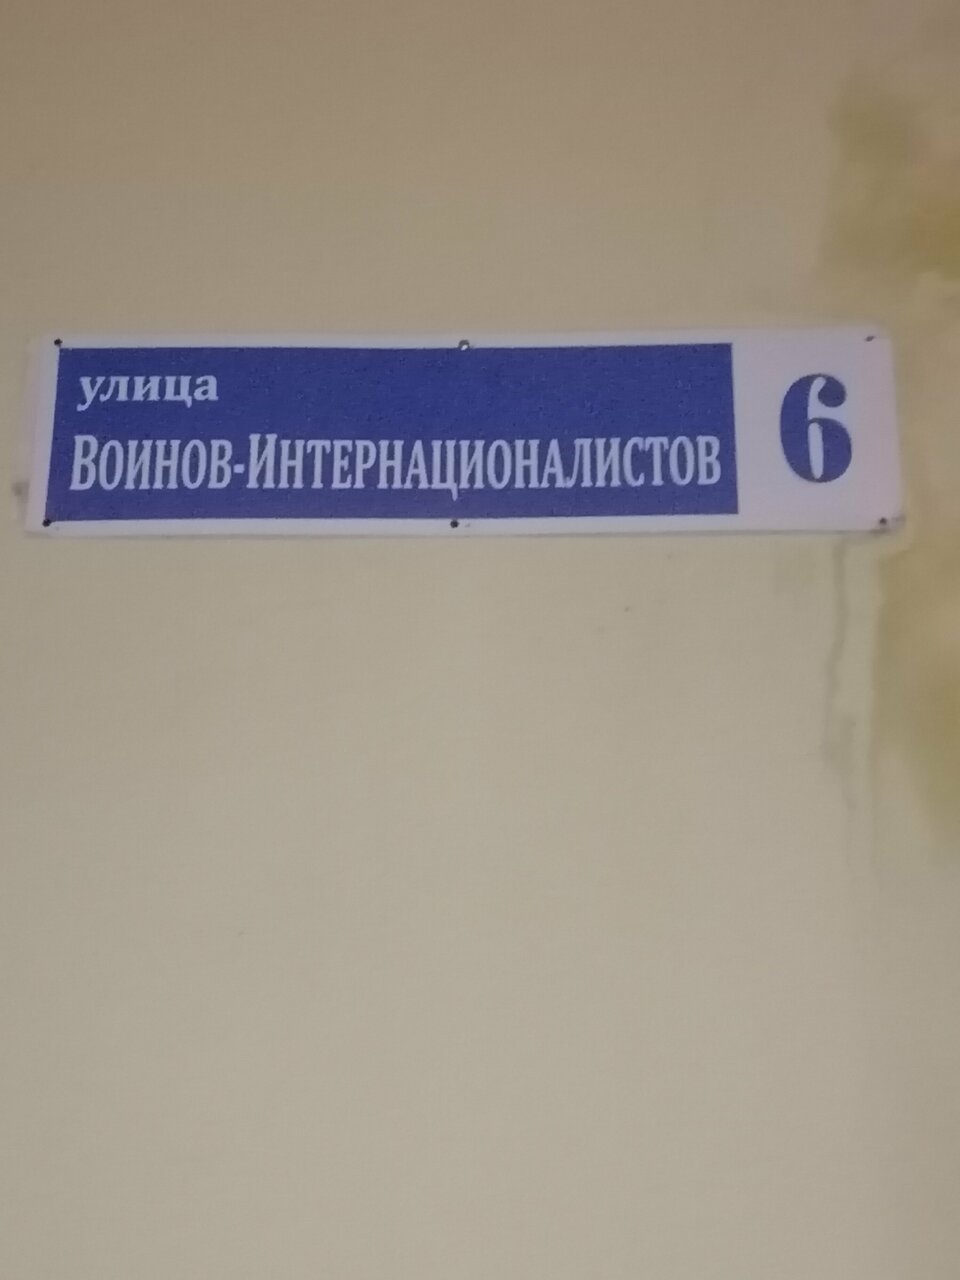 улица
Воинов-Интернационалистов
6